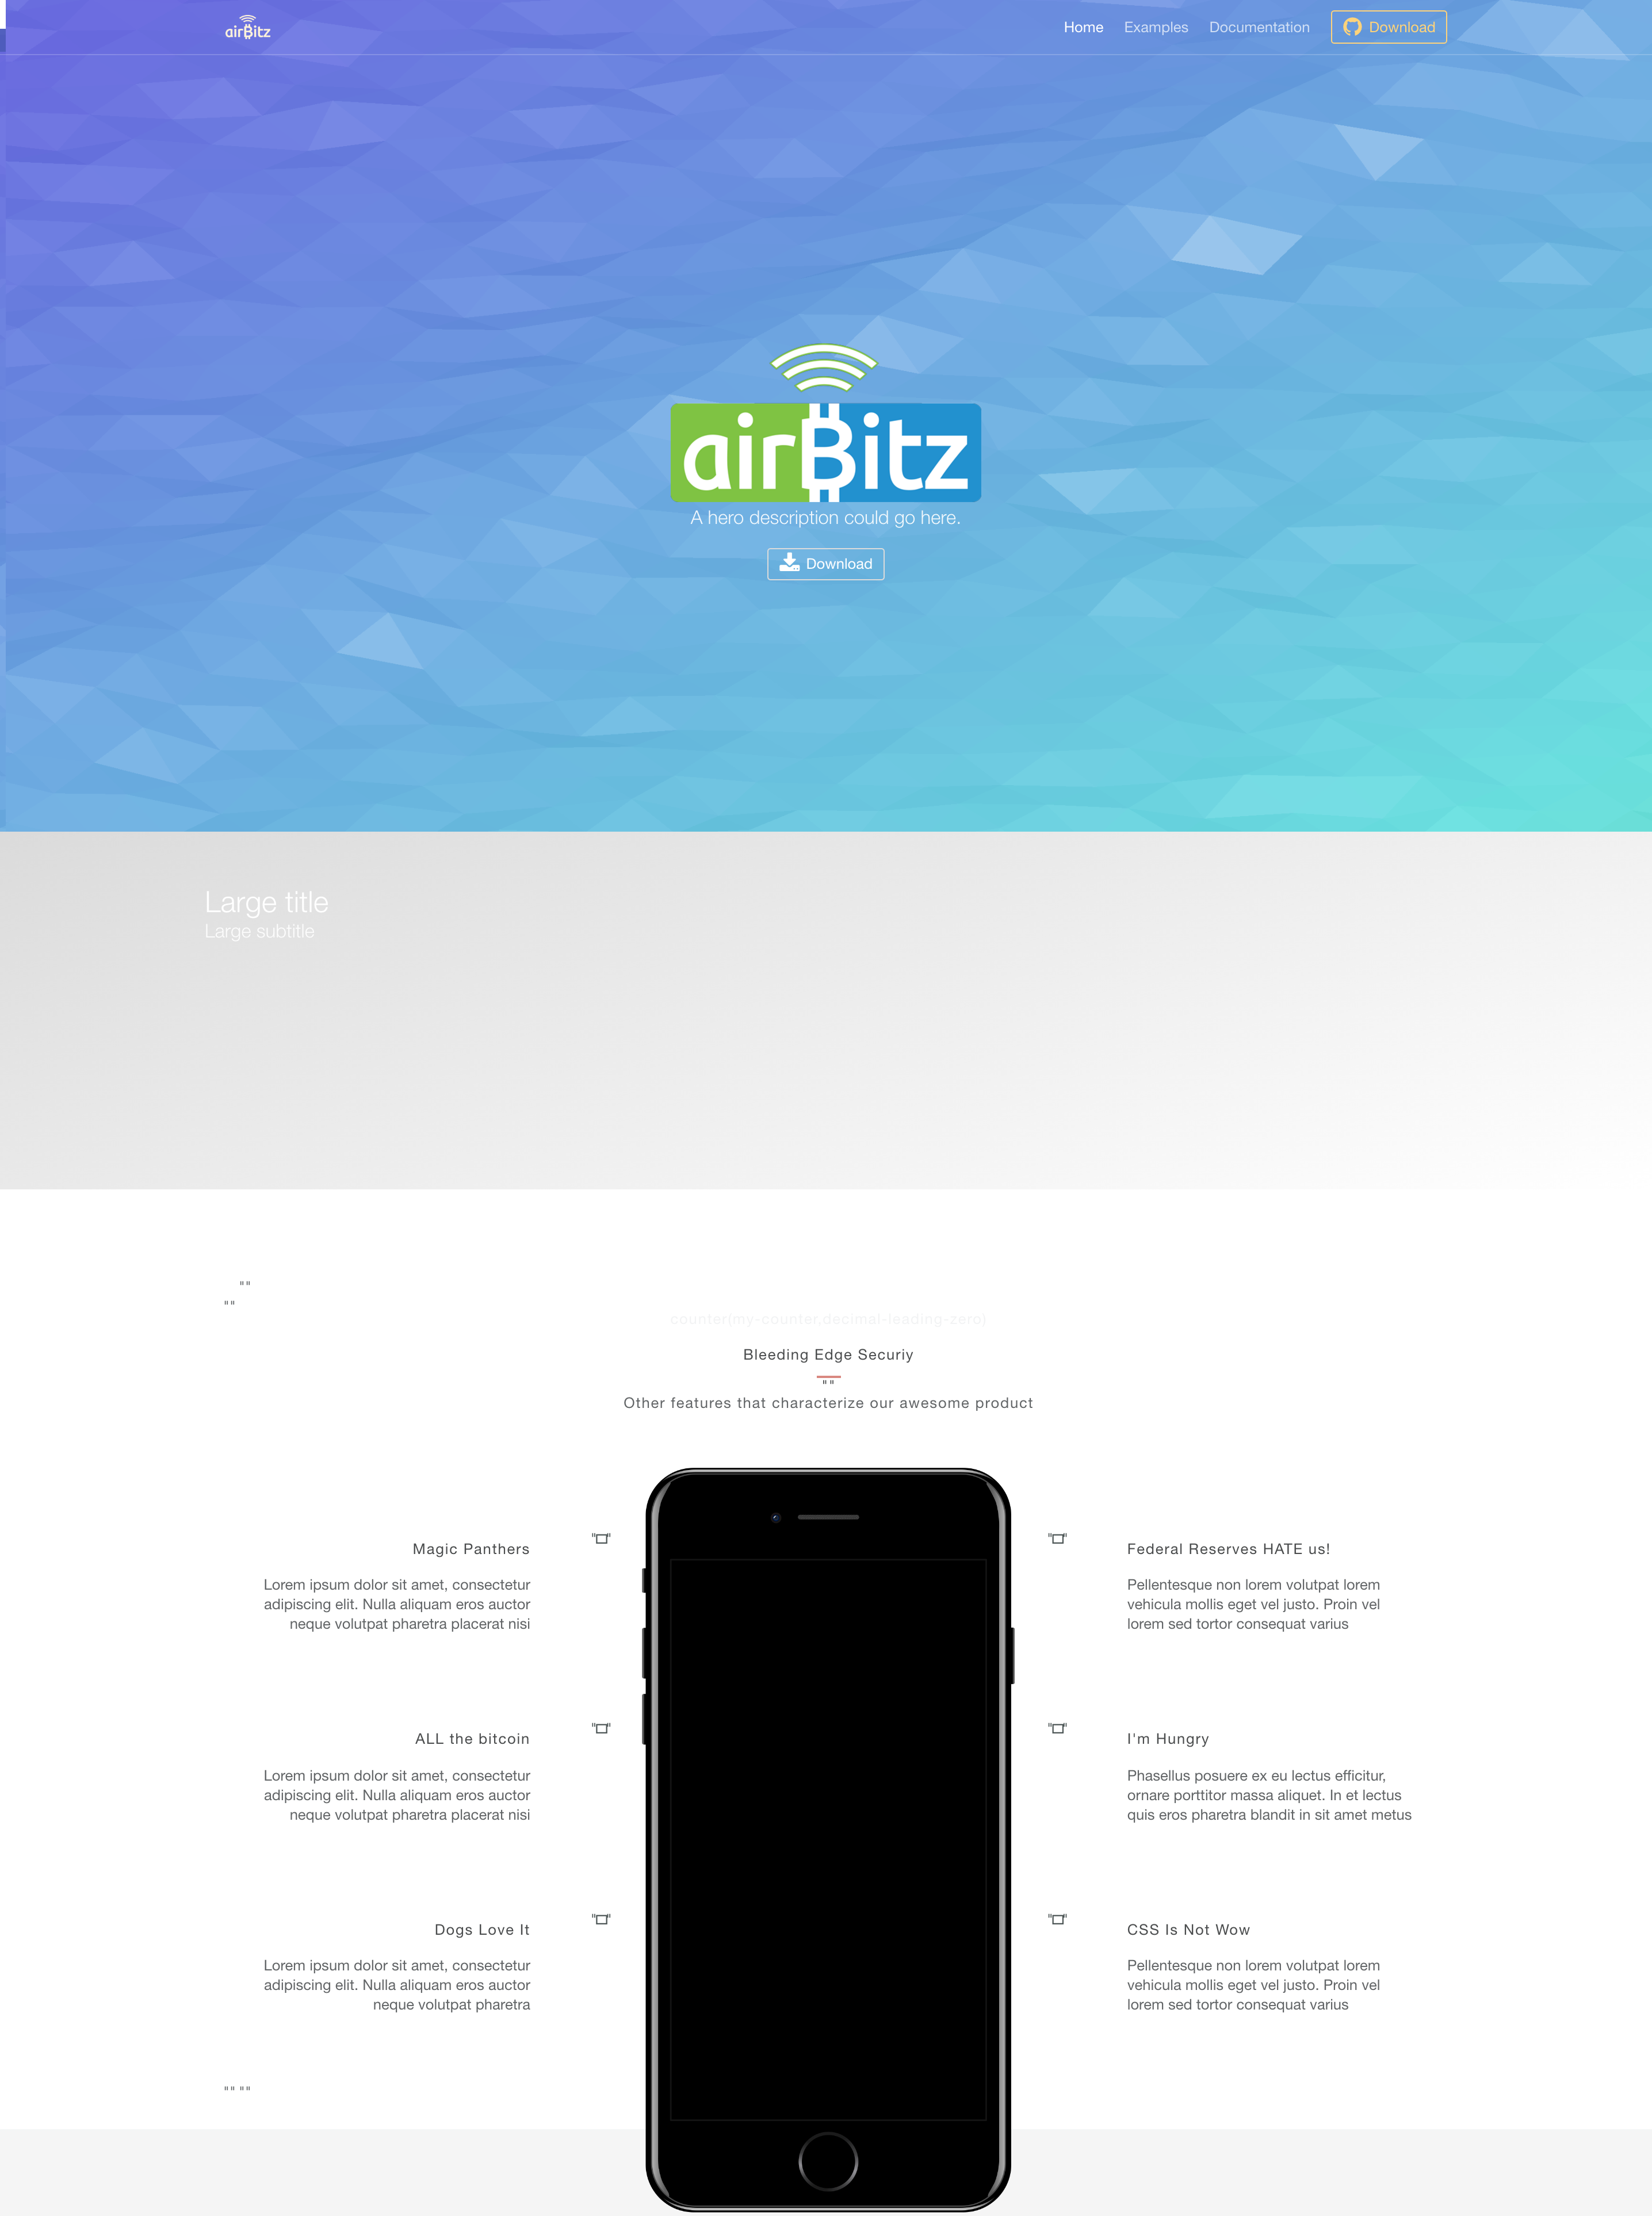 airBitz
Home
Examples
Documentation
Download
airBitz
A hero description could go here.
Download
Large title
Large subtitle
""
""
counter(my-counter,decimal-leading-zero)
Bleeding Edge Securiy
""
Other features that characterize our awesome product
"□"
Magic Panthers
Lorem ipsum dolor sit amet, consectetur
adipiscing elit. Nulla aliquam eros auctor
neque volutpat pharetra placerat nisi
"□"
ALL the bitcoin
Lorem ipsum dolor sit amet, consectetur
adipiscing elit. Nulla aliquam eros auctor
neque volutpat pharetra placerat nisi
"□"
Dogs Love It
Lorem ipsum dolor sit amet, consectetur
adipiscing elit. Nulla aliquam eros auctor
neque volutpat pharetra
"□"
Federal Reserves HATE us!
Pellentesque non lorem volutpat lorem
vehicula mollis eget vel justo. Proin vel
lorem sed tortor consequat varius
"□"
I'm Hungry
Phasellus posuere ex eu lectus efficitur,
ornare porttitor massa aliquet. In et lectus
quis eros pharetra blandit in sit amet metus
"□"
CSS Is Not Wow
Pellentesque non lorem volutpat lorem
vehicula mollis eget vel justo. Proin vel
lorem sed tortor consequat varius
"" ""